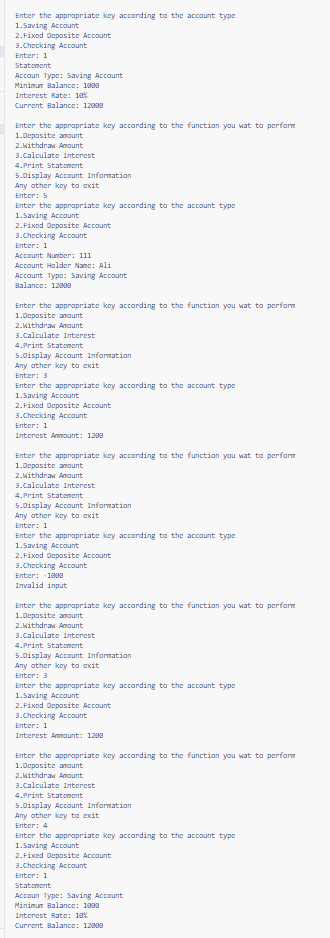 Enter the appropriate key according to the account type
1.Saving Account
2.Fixed Deposite Account
3.Checking Account
Enter: 1
Statement
Accoun Type: Saving Account
Minimum Balance: 1000
Interest Rate: 10%
Current Balance: 12000
Enter the appropriate key according to the function you wat to perform
1.Deposite amount
2.Withdraw Amount
3.Calculate Interest
4.Print Statement
5.Display Account Information
Any other key to exit
Enter: 5
Enter the appropriate key according to the account type
1.Saving Account
2.Fixed Deposite Account
3.Checking Account
Enter: 1
Account Number: 111
Account Holder Name: Ali
Account Type: Saving Account
Balance: 12000
Enter the appropriate key according to the function you wat to perform
1.Deposite amount
2.Withdraw Amount
3.Calculate Interest
4.Print Statement
5.Display Account Information
Any other key to exit
Enter: 3
Enter the appropriate key according to the account type
1.Saving Account
2.Fixed Deposite Account
3.Checking Account
Enter: 1
Interest Ammount: 1200
Enter the appropriate key according to the function you wat to perform
1.Deposite amount
2.Withdraw Amount
3.Calculate Interest
4.Print Statement
5.Display Account Information
Any other key to exit
Enter: 1
Enter the appropriate key according to the account type
1.Saving Account
2.Fixed Deposite Account
3.Checking Account
Enter: -1000
Invalid input
Enter the appropriate key according to the function you wat to perform
1.Deposite amount
2.Withdraw Amount
3.Calculate Interest
4.Print Statement
5.Display Account Information
Any other key to exit
Enter: 3
Enter the appropriate key according to the account type
1.Saving Account
2.Fixed Deposite Account
3.Checking Account
Enter: 1
Interest Ammount: 1200
Enter the appropriate key according to the function you wat to perform
1.Deposite amount
2.Withdraw Amount
3.Calculate Interest
4.Print Statement
5.Display Account Information
Any other key to exit
Enter: 4
Enter the appropriate key according to the account type
1.Saving Account
2.Fixed Deposite Account
3.Checking Account
Enter: 1
Statement
Accoun Type: Saving Account
Minimum Balance: 1000
Interest Rate: 10%
Current Balance: 12000